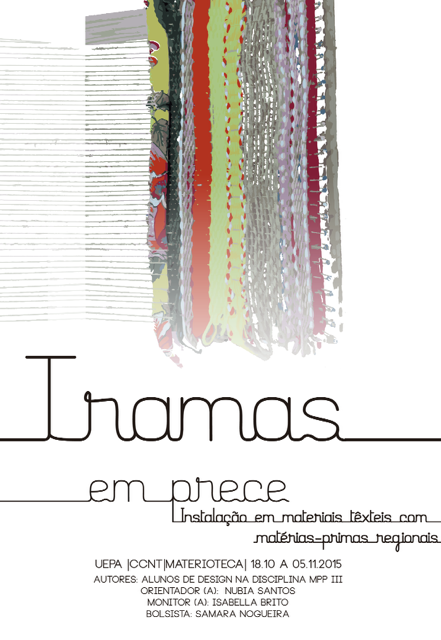 Tramas
em prece
Instalação em materiais têxteis com
matérias-primas regionais
UEPA |CCNT|MATERIOTECA| 18.10 A 05.11.2015
AUTORES: ALUNOS DE DESIGN NA DISCIPLINA MPP III
ORIENTADOR (A): NUBIA SANTOS
MONITOR (A): ISABELLA BRITO
BOLSISTA: SAMARA NOGUEIRA